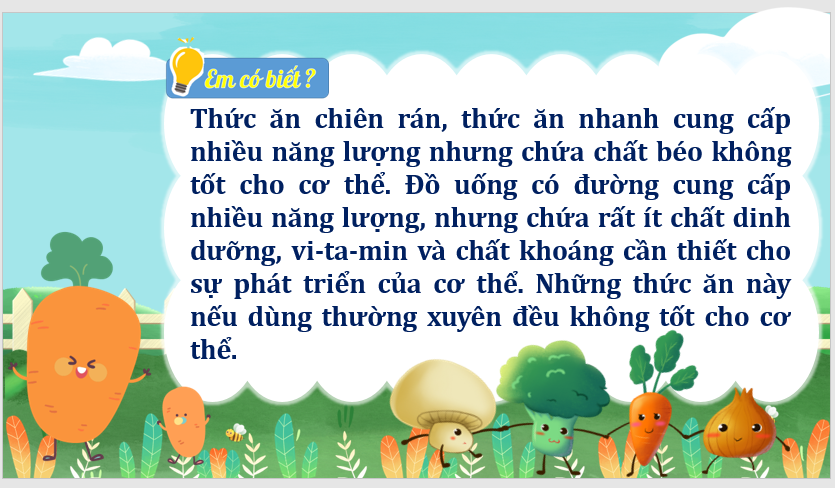 Em có biết ?
Thức ăn chiên rán, thức ăn nhanh cung cấp
nhiều năng lượng nhưng chứa chất béo không
tốt cho cơ thể. Đồ uống có đường cung cấp
nhiều năng lượng, nhưng chứa rất ít chất dinh
dưỡng, vi-ta-min và chất khoáng cần thiết cho
sự phát triển của cơ thể. Những thức ăn này
nếu dùng thường xuyên đều không tốt cho cơ
thể.